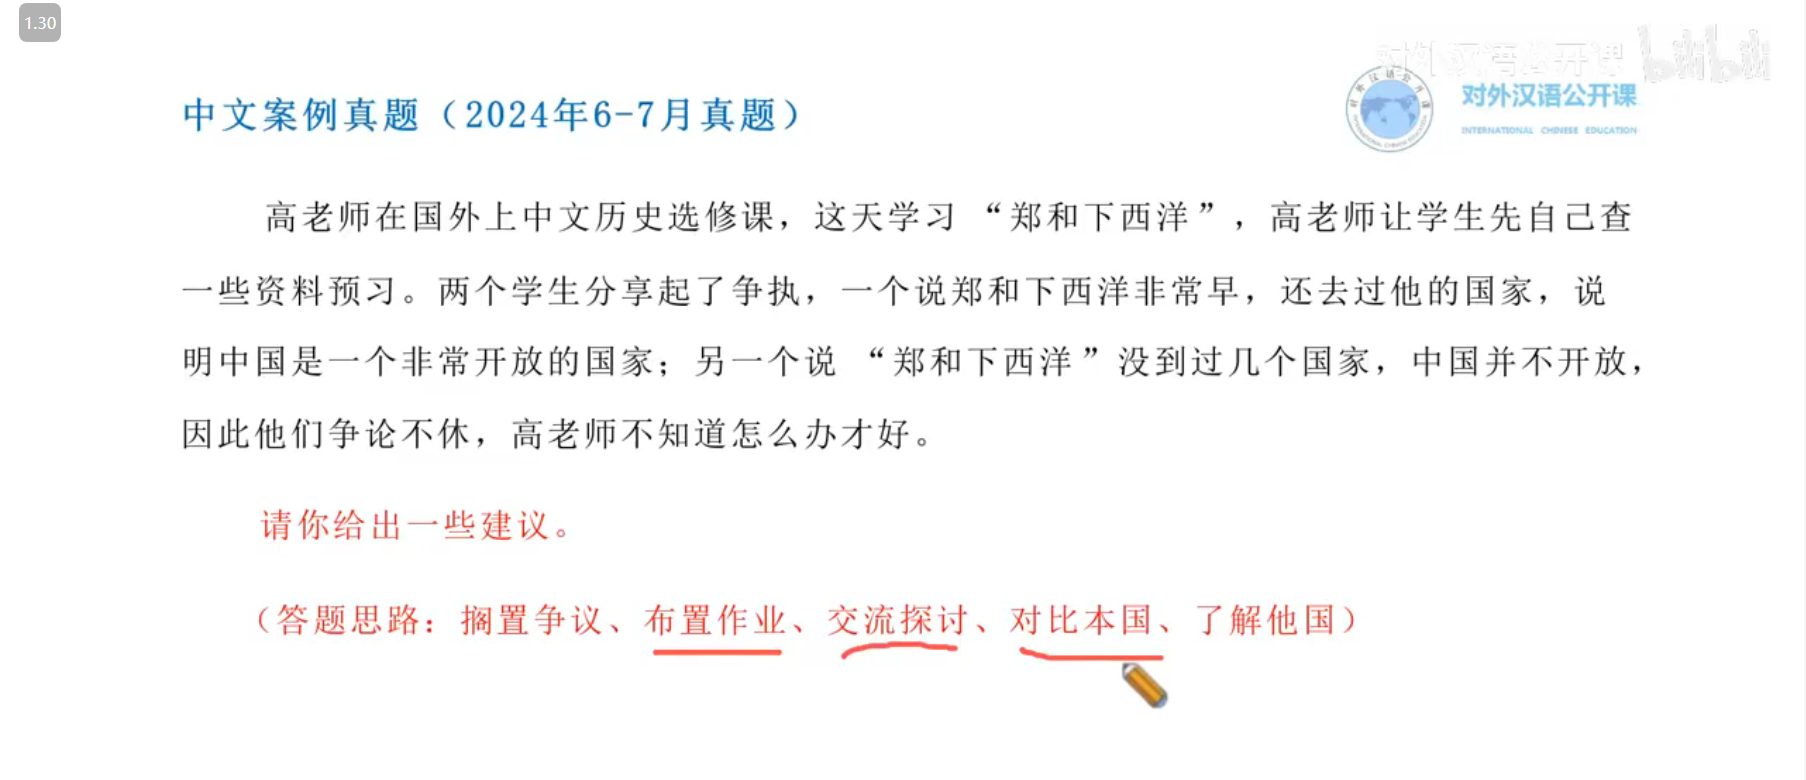 1.30
对外汉语公开课 bilibili
对外汉语公开课
INTERNATIONAL CHINESE EDUCATION
中文案例真题（2024年6-7月真题）
高老师在国外上中文历史选修课，这天学习 “郑和下西洋”，高老师让学生先自己查
一些资料预习。两个学生分享起了争执，一个说郑和下西洋非常早，还去过他的国家，说
明中国是一个非常开放的国家；另一个说 “郑和下西洋”没到过几个国家，中国并不开放，
因此他们争论不休，高老师不知道怎么办才好。
请你给出一些建议。
（答题思路：搁置争议、布置作业、交流探讨、对比本国、了解他国）